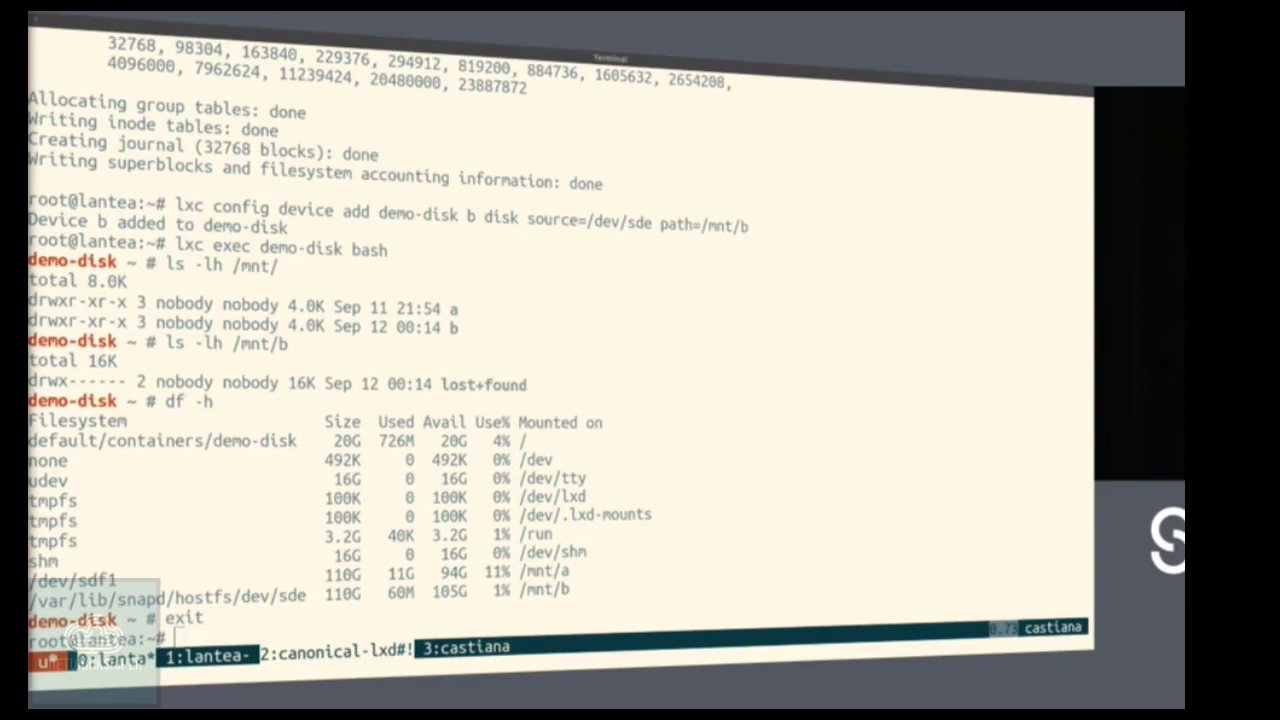 Terminal
32768, 98304, 163840, 229376, 294912, 819200, 884736, 1605632, 2654208,
4096000, 7962624, 11239424, 20480000, 23887872
Allocating group tables: done
Writing inode tables: done
Creating journal (32768 blocks): done
Writing superblocks and filesystem accounting information: done
root@lantea:~# lxc config device add demo-disk b disk source=/dev/sde path=/mnt/b
Device b added to demo-disk
root@lantea:~# lxc exec demo-disk bash
demo-disk ~ # ls -lh /mnt/
total 8.0K
drwxr-xr-x 3 nobody nobody 4.0K Sep 11 21:54 a
drwxr-xr-x 3 nobody nobody 4.0K Sep 12 00:14 b
demo-disk ~ # ls -lh /mnt/b
total 16K
drwx------ 2 nobody nobody 16K Sep 12 00:14 lost+found
demo-disk ~ # df -h
Filesystem Size Used Avail Use% Mounted on
default/containers/demo-disk 20G 726M 20G 4% /
none 492K 0 492K 0% /dev
udev 16G 0 16G 0% /dev/tty
tmpfs 100K 0 100K 0% /dev/lxd
tmpfs 100K 0 100K 0% /dev/.lxd-mounts
tmpfs 3.2G 40K 3.2G 1% /run
shm 16G 0 16G 0% /dev/shm
/dev/sdf1 110G 11G 94G 11% /mnt/a
/var/lib/snapd/hostfs/dev/sde 110G 60M 105G 1% /mnt/b
demo-disk ~ # exit
root@lantea:~#
u* 0:lanta* 1:lantea- 2:canonical-lxd#! 3:castiana 0.73 castiana
S